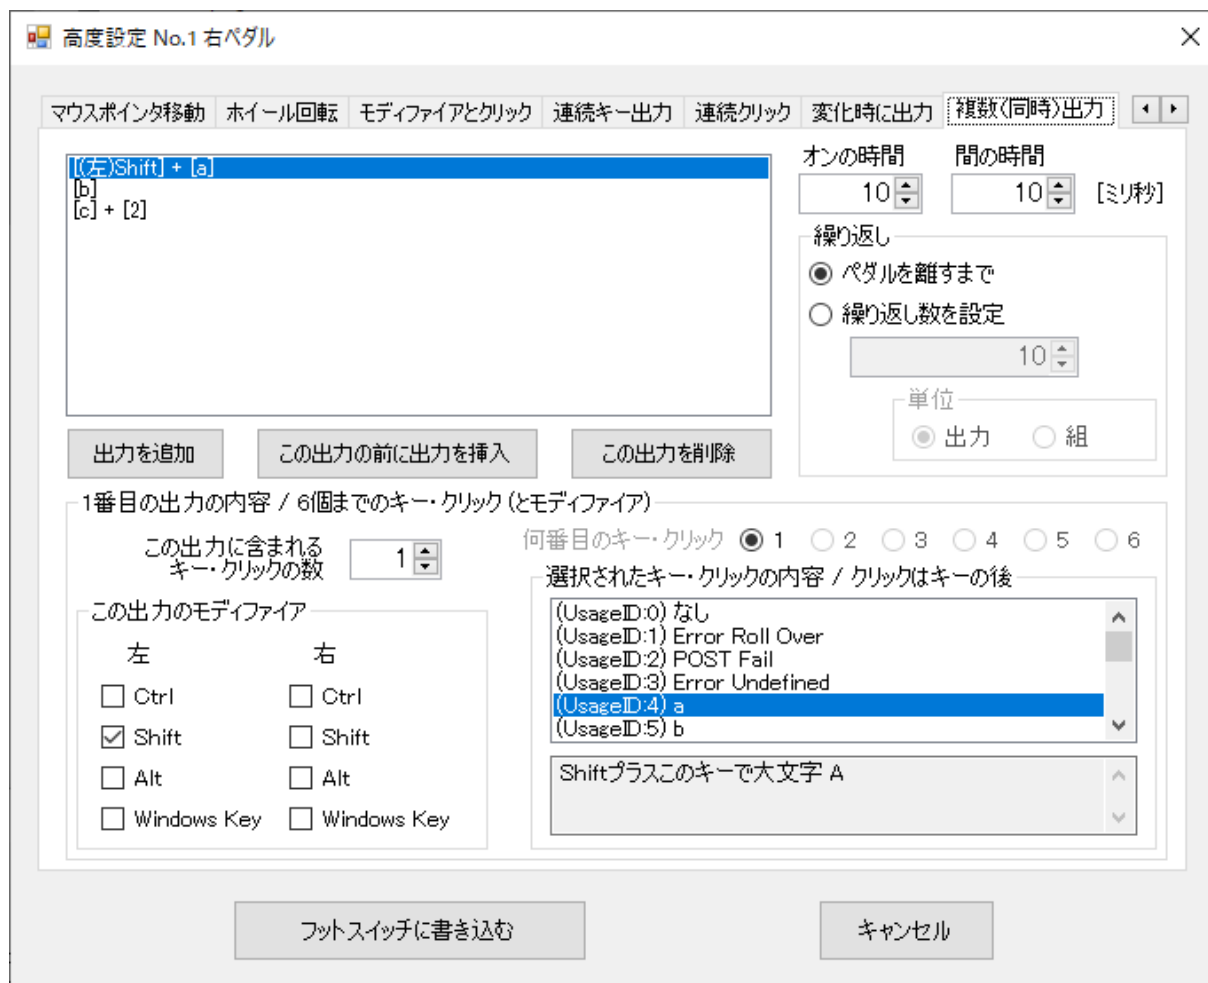 高度設定 No.1 右ペダル
マウスポインタ移動 ホイール回転 モディファイアとクリック 連続キー出力 連続クリック 変化時に出力 複数(同時)出力
[(左)Shift] + [a]
[b]
[c] + [2]
オンの時間 間の時間
10 10 [ミリ秒]
繰り返し
ペダルを離すまで
繰り返し数を設定
10
単位
出力 組
出力を追加 この出力の前に出力を挿入 この出力を削除
1番目の出力の内容 / 6個までのキー・クリック (とモディファイア)
この出力に含まれる
キー・クリックの数
1
何番目のキー・クリック 1 2 3 4 5 6
選択されたキー・クリックの内容 / クリックはキーの後
(UsageID:0) なし
(UsageID:1) Error Roll Over
(UsageID:2) POST Fail
(UsageID:3) Error Undefined
(UsageID:4) a
(UsageID:5) b
Shiftプラスこのキーで大文字 A
この出力のモディファイア
左 右
Ctrl Ctrl
Shift Shift
Alt Alt
Windows Key Windows Key
フットスイッチに書き込む キャンセル